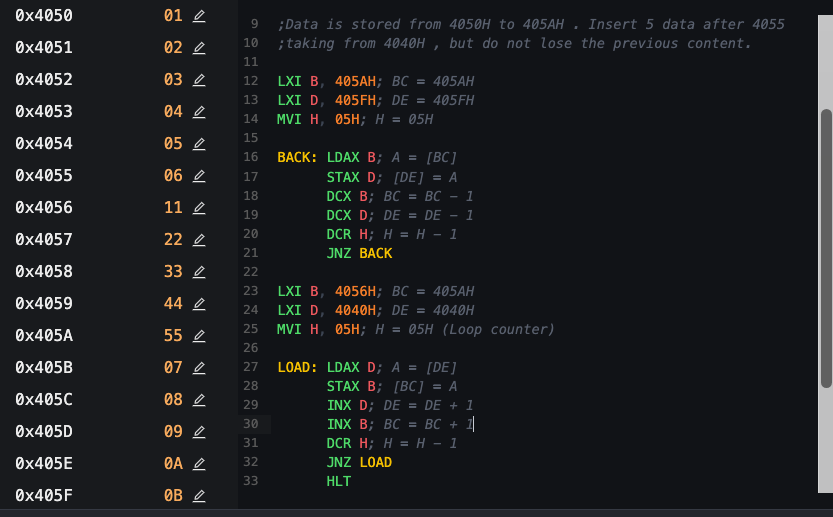 0x4050 01
0x4051 02
0x4052 03
0x4053 04
0x4054 05
0x4055 06
0x4056 11
0x4057 22
0x4058 33
0x4059 44
0x405A 55
0x405B 07
0x405C 08
0x405D 09
0x405E 0A
0x405F 0B
9 ;Data is stored from 4050H to 405AH . Insert 5 data after 4055
10 ;taking from 4040H , but do not lose the previous content.
11
12 LXI B, 405AH; BC = 405AH
13 LXI D, 405FH; DE = 405FH
14 MVI H, 05H; H = 05H
15
16 BACK: LDAX B; A = [BC]
17 STAX D; [DE] = A
18 DCX B; BC = BC - 1
19 DCX D; DE = DE - 1
20 DCR H; H = H - 1
21 JNZ BACK
22
23 LXI B, 4056H; BC = 405AH
24 LXI D, 4040H; DE = 4040H
25 MVI H, 05H; H = 05H (Loop counter)
26
27 LOAD: LDAX D; A = [DE]
28 STAX B; [BC] = A
29 INX D; DE = DE + 1
30 INX B; BC = BC + 1
31 DCR H; H = H - 1
32 JNZ LOAD
33 HLT